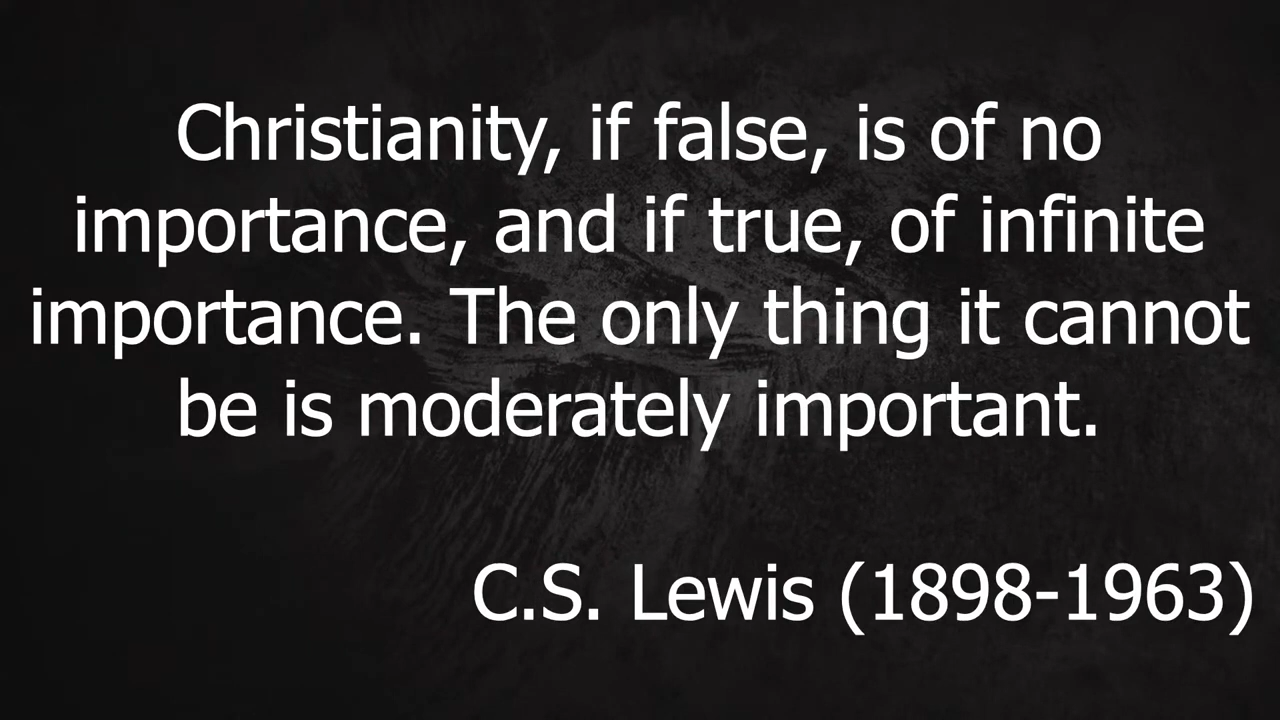 Christianity, if false, is of no
importance, and if true, of infinite
importance. The only thing it cannot
be is moderately important.
C.S. Lewis (1898-1963)